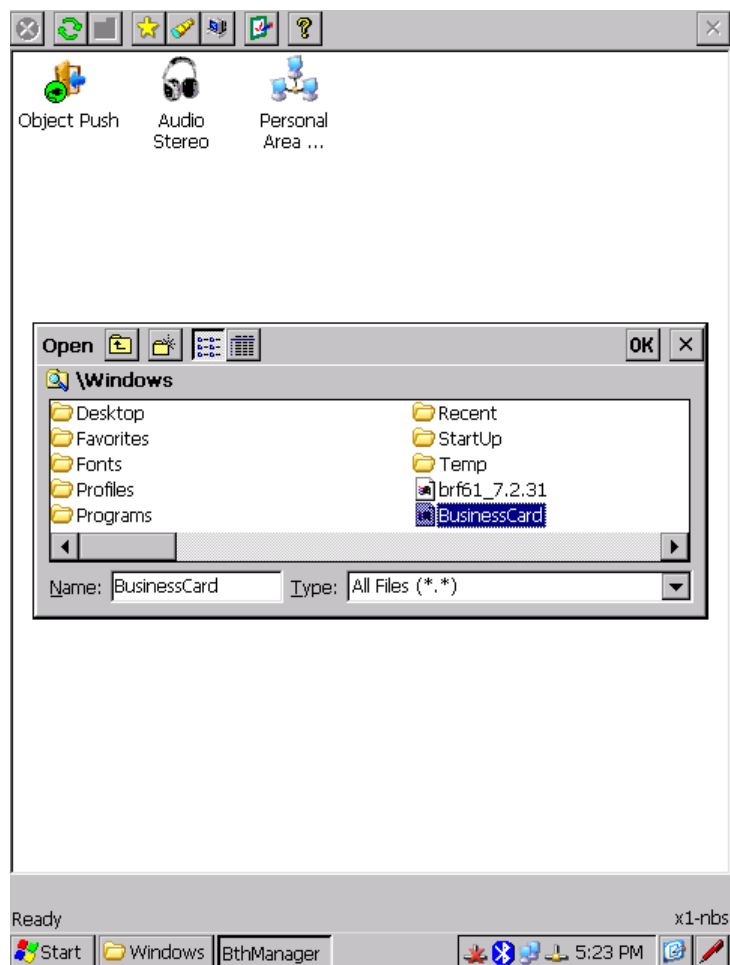 Object Push
Audio Stereo
Personal Area ...
Open
OK
\Windows
Desktop
Favorites
Fonts
Profiles
Programs
Recent
StartUp
Temp
brf61_7.2.31
BusinessCard
Name: BusinessCard
Type: All Files (*.*)
Ready
x1-nbs
Start
Windows
BthManager
5:23 PM